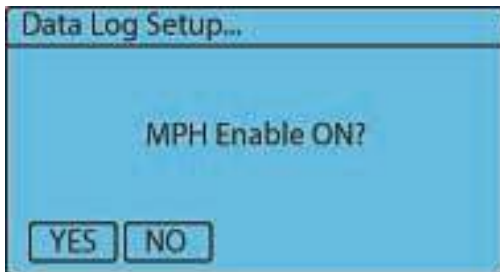 Data Log Setup...
MPH Enable ON?
YES NO